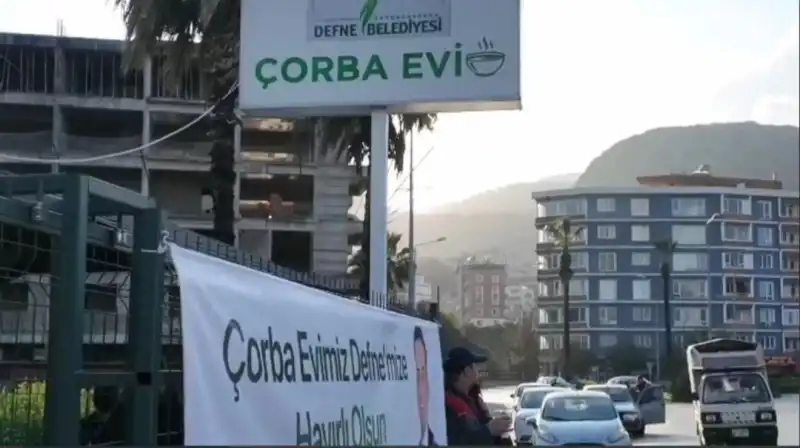 DEFNE BELEDİYESİ
ÇORBA EVİ
Çorba Evimiz Defne'mize
Hayırlı Olsun